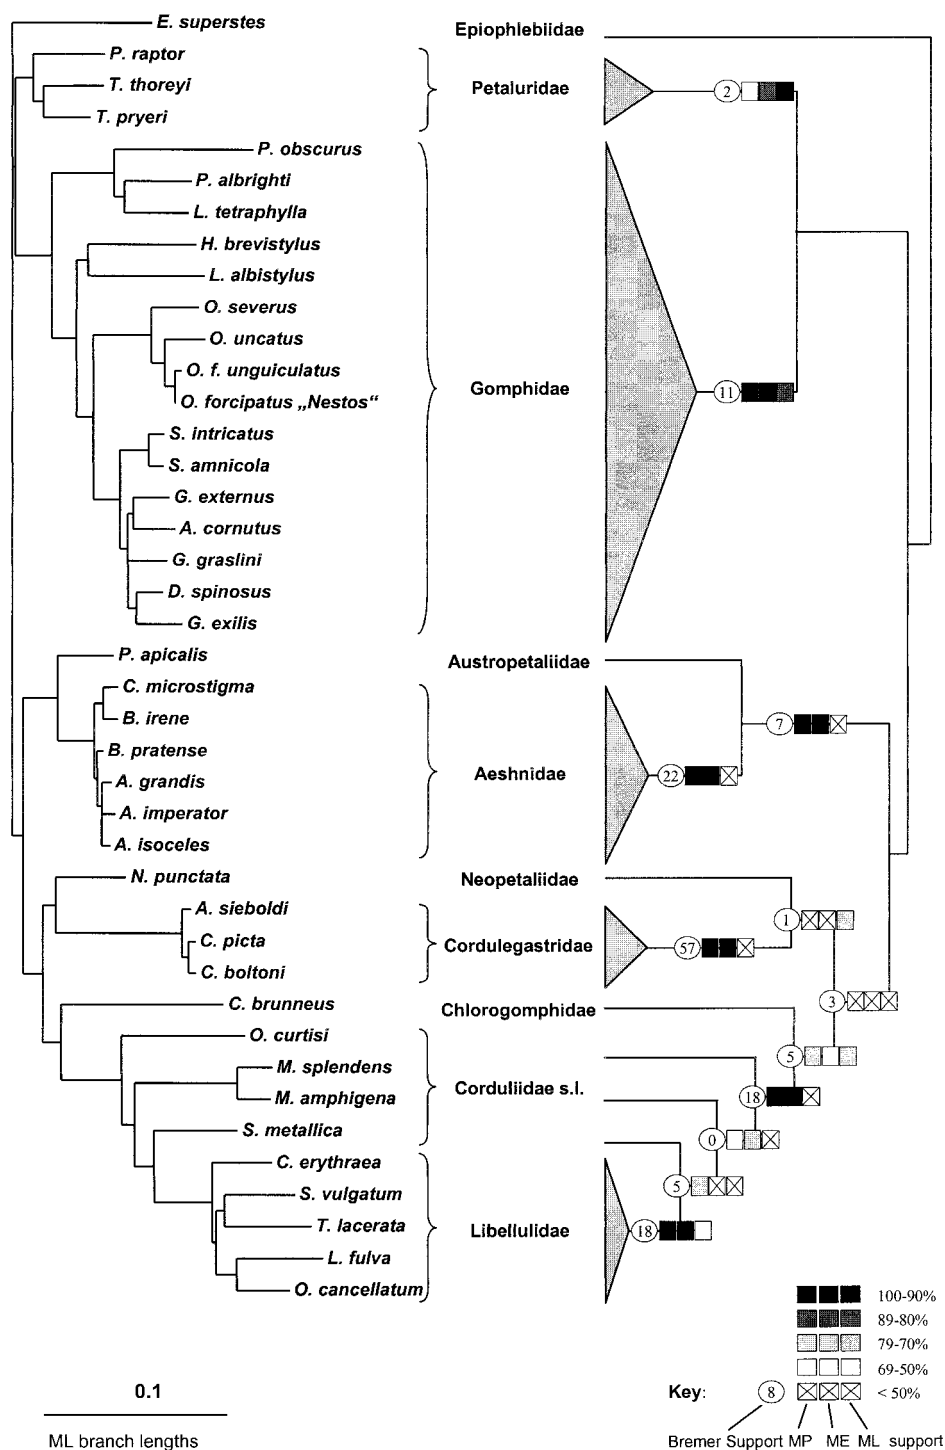 E. superstes
Epiophlebiidae
P. raptor
T. thoreyi
T. pryeri
Petaluridae
2
P. obscurus
P. albrighti
L. tetraphylla
H. brevistylus
L. albistylus
O. severus
O. uncatus
O. f. unguiculatus
O. forcipatus „Nestos“
S. intricatus
S. amnicola
G. externus
A. cornutus
G. graslini
D. spinosus
G. exilis
Gomphidae
11
P. apicalis
Austropetaliidae
C. microstigma
B. irene
B. pratense
A. grandis
A. imperator
A. isoceles
Aeshnidae
7
22
N. punctata
Neopetaliidae
1
A. sieboldi
C. picta
C. boltoni
Cordulegastridae
57
3
C. brunneus
Chlorogomphidae
5
O. curtisi
M. splendens
M. amphigena
S. metallica
Corduliidae s.l.
18
0
5
C. erythraea
S. vulgatum
T. lacerata
L. fulva
O. cancellatum
Libellulidae
18
100-90%
89-80%
79-70%
69-50%
0.1
Key:
8
< 50%
ML branch lengths
Bremer Support MP ME ML support